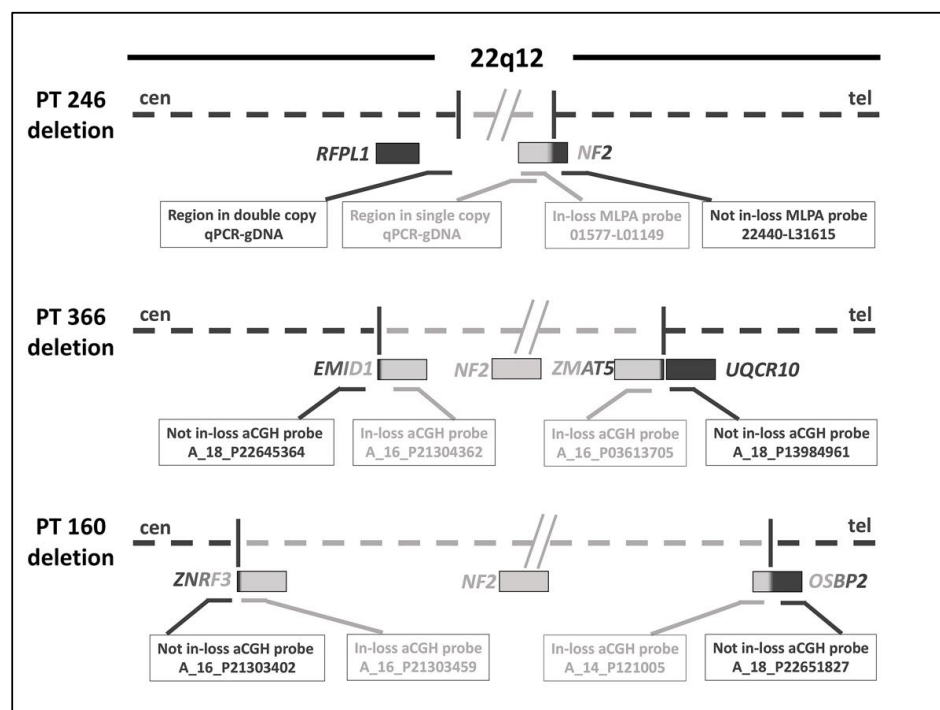 22q12
PT 246
deletion
cen
tel
RFPL1
NF2
Region in double copy
qPCR-gDNA
Region in single copy
qPCR-gDNA
In-loss MLPA probe
01577-L01149
Not in-loss MLPA probe
22440-L31615
PT 366
deletion
cen
tel
EMID1
NF2
ZMAT5
UQCR10
Not in-loss aCGH probe
A_18_P22645364
In-loss aCGH probe
A_16_P21304362
In-loss aCGH probe
A_16_P03613705
Not in-loss aCGH probe
A_18_P13984961
PT 160
deletion
cen
tel
ZNRF3
NF2
OSBP2
Not in-loss aCGH probe
A_16_P21303402
In-loss aCGH probe
A_16_P21303459
In-loss aCGH probe
A_14_P121005
Not in-loss aCGH probe
A_18_P22651827